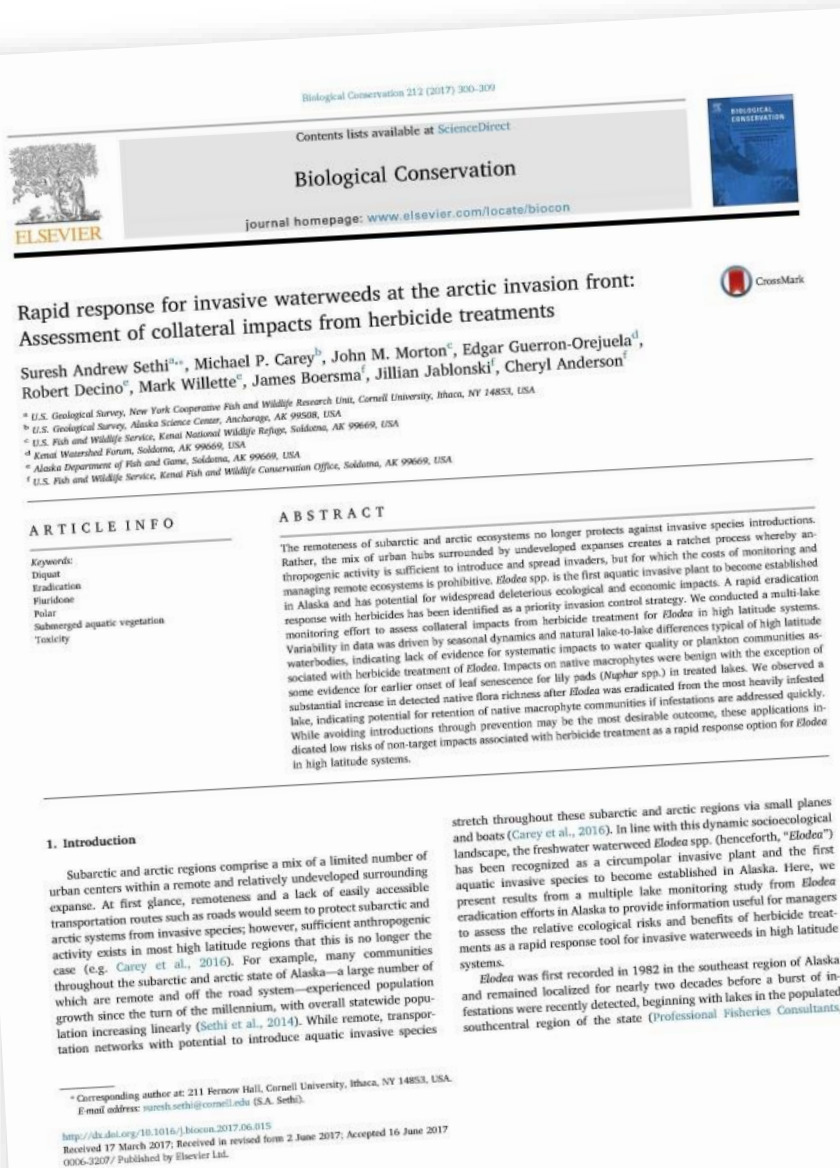 Biological Conservation 212 (2017) 300–309
ELSEVIER
Contents lists available at ScienceDirect
Biological Conservation
journal homepage: www.elsevier.com/locate/biocon
BIOLOGICAL
CONSERVATION
Rapid response for invasive waterweeds at the arctic invasion front:
Assessment of collateral impacts from herbicide treatments
CrossMark
Suresh Andrew Sethi^a,⁎, Michael P. Carey^b, John M. Morton^c, Edgar Guerron-Orejuela^d,
Robert Decino^e, Mark Willette^e, James Boersma^f, Jillian Jablonski^f, Cheryl Anderson^f
a U.S. Geological Survey, New York Cooperative Fish and Wildlife Research Unit, Cornell University, Ithaca, NY 14853, USA
b U.S. Geological Survey, Alaska Science Center, Anchorage, AK 99508, USA
c U.S. Fish and Wildlife Service, Kenai National Wildlife Refuge, Soldotna, AK 99669, USA
d Kenai Watershed Forum, Soldotna, AK 99669, USA
e Alaska Department of Fish and Game, Soldotna, AK 99669, USA
f U.S. Fish and Wildlife Service, Kenai Fish and Wildlife Conservation Office, Soldotna, AK 99669, USA
ARTICLE INFO
Keywords:
Diquat
Eradication
Fluridone
Polar
Submerged aquatic vegetation
Toxicity
ABSTRACT
The remoteness of subarctic and arctic ecosystems no longer protects against invasive species introductions.
Rather, the mix of urban hubs surrounded by undeveloped expanses creates a ratchet process whereby an-
thropogenic activity is sufficient to introduce and spread invaders, but for which the costs of monitoring and
managing remote ecosystems is prohibitive. Elodea spp. is the first aquatic invasive plant to become established
in Alaska and has potential for widespread deleterious ecological and economic impacts. A rapid eradication
response with herbicides has been identified as a priority invasion control strategy. We conducted a multi-lake
monitoring effort to assess collateral impacts from herbicide treatment for Elodea in high latitude systems.
Variability in data was driven by seasonal dynamics and natural lake-to-lake differences typical of high latitude
waterbodies, indicating lack of evidence for systematic impacts to water quality or plankton communities as-
sociated with herbicide treatment of Elodea. Impacts on native macrophytes were benign with the exception of
some evidence for earlier onset of leaf senescence for lily pads (Nuphar spp.) in treated lakes. We observed a
substantial increase in detected native flora richness after Elodea was eradicated from the most heavily infested
lake, indicating potential for retention of native macrophyte communities if infestations are addressed quickly.
While avoiding introductions through prevention may be the most desirable outcome, these applications in-
dicated low risks of non-target impacts associated with herbicide treatment as a rapid response option for Elodea
in high latitude systems.
1. Introduction
Subarctic and arctic regions comprise a mix of a limited number of
urban centers within a remote and relatively undeveloped surrounding
expanse. At first glance, remoteness and a lack of easily accessible
transportation routes such as roads would seem to protect subarctic and
arctic systems from invasive species; however, sufficient anthropogenic
activity exists in most high latitude regions that this is no longer the
case (e.g. Carey et al., 2016). For example, many communities
throughout the subarctic and arctic state of Alaska—a large number of
which are remote and off the road system—experienced population
growth since the turn of the millennium, with overall statewide popu-
lation increasing linearly (Sethi et al., 2014). While remote, transpor-
tation networks with potential to introduce aquatic invasive species
stretch throughout these subarctic and arctic regions via small planes
and boats (Carey et al., 2016). In line with this dynamic socioecological
landscape, the freshwater waterweed Elodea spp. (henceforth, “Elodea”)
has been recognized as a circumpolar invasive plant and the first
aquatic invasive species to become established in Alaska. Here, we
present results from a multiple lake monitoring study from Elodea
eradication efforts in Alaska to provide information useful for managers
to assess the relative ecological risks and benefits of herbicide treat-
ments as a rapid response tool for invasive waterweeds in high latitude
systems.
Elodea was first recorded in 1982 in the southeast region of Alaska
and remained localized for nearly two decades before a burst of in-
festations were recently detected, beginning with lakes in the populated
southcentral region of the state (Professional Fisheries Consultants,
⁎ Corresponding author at: 211 Fernow Hall, Cornell University, Ithaca, NY 14853, USA.
E-mail address: suresh.sethi@cornell.edu (S.A. Sethi).
http://dx.doi.org/10.1016/j.biocon.2017.06.015
Received 17 March 2017; Received in revised form 2 June 2017; Accepted 16 June 2017
0006-3207/ Published by Elsevier Ltd.